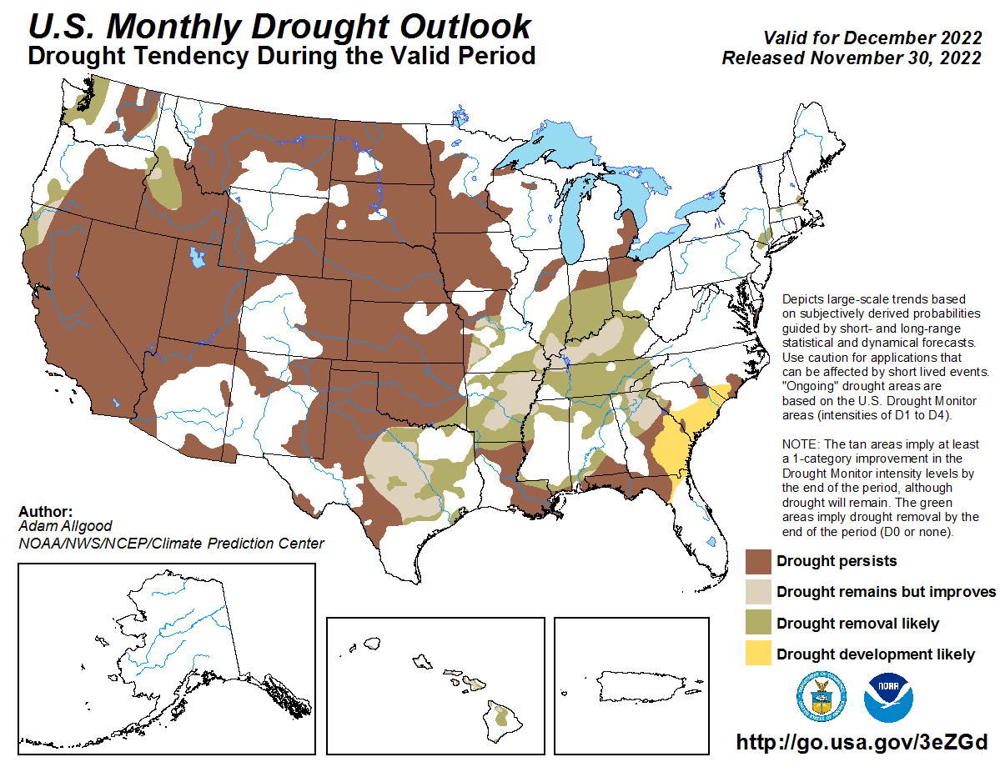 U.S. Monthly Drought Outlook
Drought Tendency During the Valid Period
Valid for December 2022
Released November 30, 2022
Depicts large-scale trends based
on subjectively derived probabilities
guided by short- and long-range
statistical and dynamical forecasts.
Use caution for applications that
can be affected by short lived events.
"Ongoing" drought areas are
based on the U.S. Drought Monitor
areas (intensities of D1 to D4).
NOTE: The tan areas imply at least
a 1-category improvement in the
Drought Monitor intensity levels by
the end of the period, although
drought will remain. The green
areas imply drought removal by the
end of the period (D0 or none).
Author:
Adam Allgood
NOAA/NWS/NCEP/Climate Prediction Center
Drought persists
Drought remains but improves
Drought removal likely
Drought development likely
NOAA
http://go.usa.gov/3eZGd